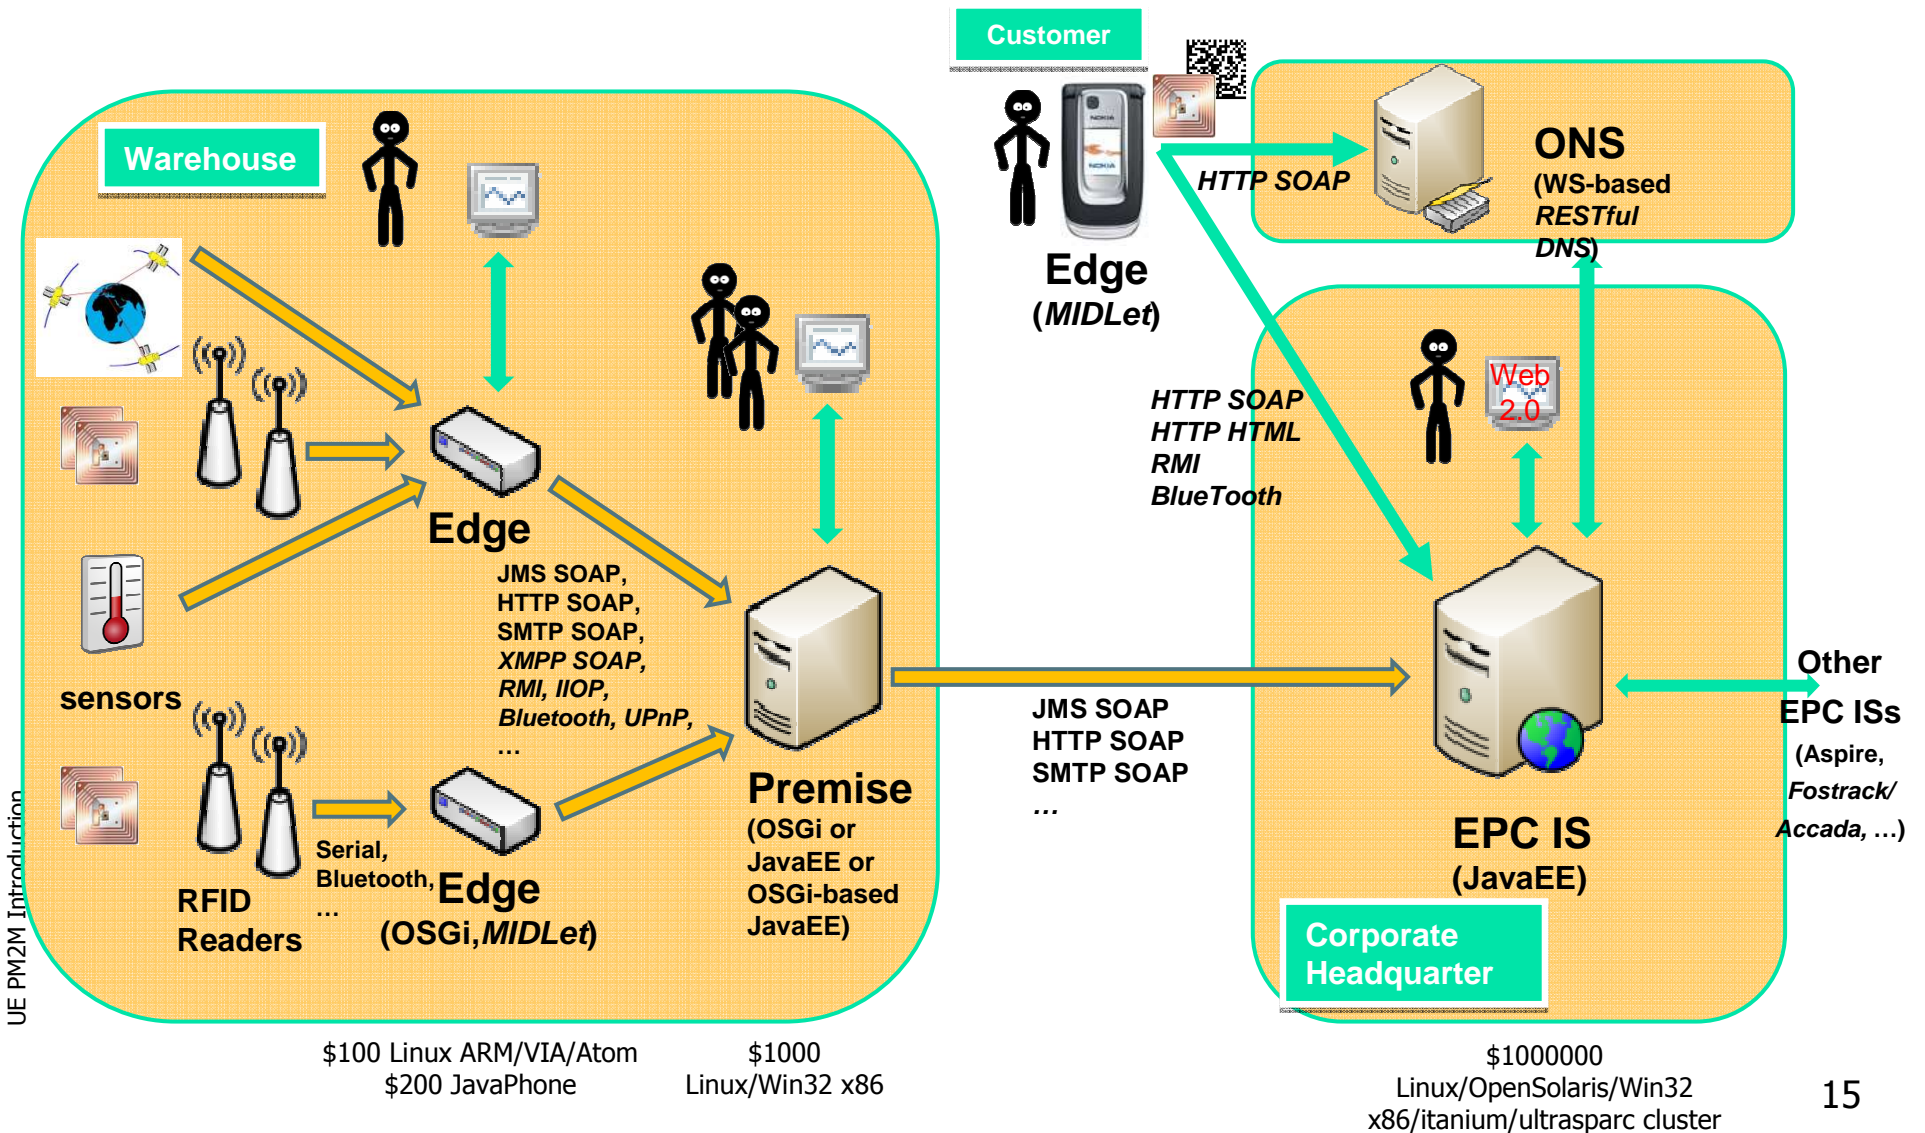 Customer
Warehouse
HTTP SOAP
ONS
(WS-based
RESTful
DNS)
NOKIA
NOKIA
Edge
(MIDLet)
Web
2.0
HTTP SOAP
HTTP HTML
RMI
BlueTooth
Edge
JMS SOAP,
HTTP SOAP,
SMTP SOAP,
XMPP SOAP,
RMI, IIOP,
Bluetooth, UPnP,
…
sensors
Other
EPC ISs
(Aspire,
Fostrack/
Accada, …)
JMS SOAP
HTTP SOAP
SMTP SOAP
…
Premise
(OSGi or
JavaEE or
OSGi-based
JavaEE)
EPC IS
(JavaEE)
Serial,
Bluetooth,
…
Edge
(OSGi,MIDLet)
RFID
Readers
Corporate
Headquarter
UE PM2M Introduction
$100 Linux ARM/VIA/Atom
$200 JavaPhone
$1000
Linux/Win32 x86
$1000000
Linux/OpenSolaris/Win32
x86/itanium/ultrasparc cluster
15